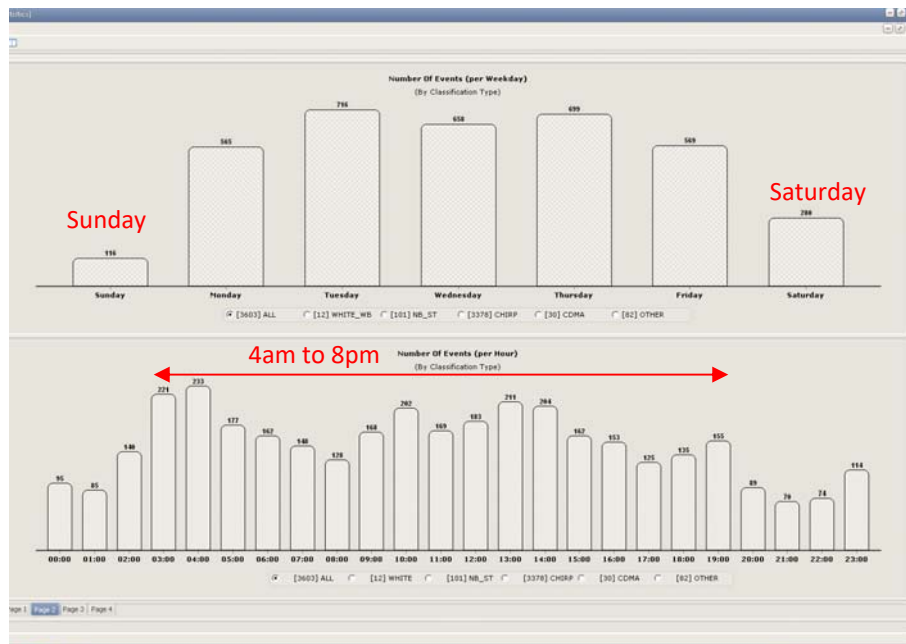 Number Of Events (per Weekday)
(By Classification Type)
716
699
658
565
569
Sunday
Saturday
280
116
Sunday Monday Tuesday Wednesday Thursday Friday Saturday
[3603] ALL [12] WHITE_WB [101] NB_ST [3378] CHIRP [30] CDMA [82] OTHER
4am to 8pm
Number Of Events (per Hour)
(By Classification Type)
95 85 140 221 233 177 162 148 128 168 202 169 183 211 204 162 153 125 135 155 89 70 74 114
00:00 01:00 02:00 03:00 04:00 05:00 06:00 07:00 08:00 09:00 10:00 11:00 12:00 13:00 14:00 15:00 16:00 17:00 18:00 19:00 20:00 21:00 22:00 23:00
[3603] ALL [12] WHITE [101] NB_ST [3378] CHIRP [30] CDMA [82] OTHER
Page 1 Page 2 Page 3 Page 4